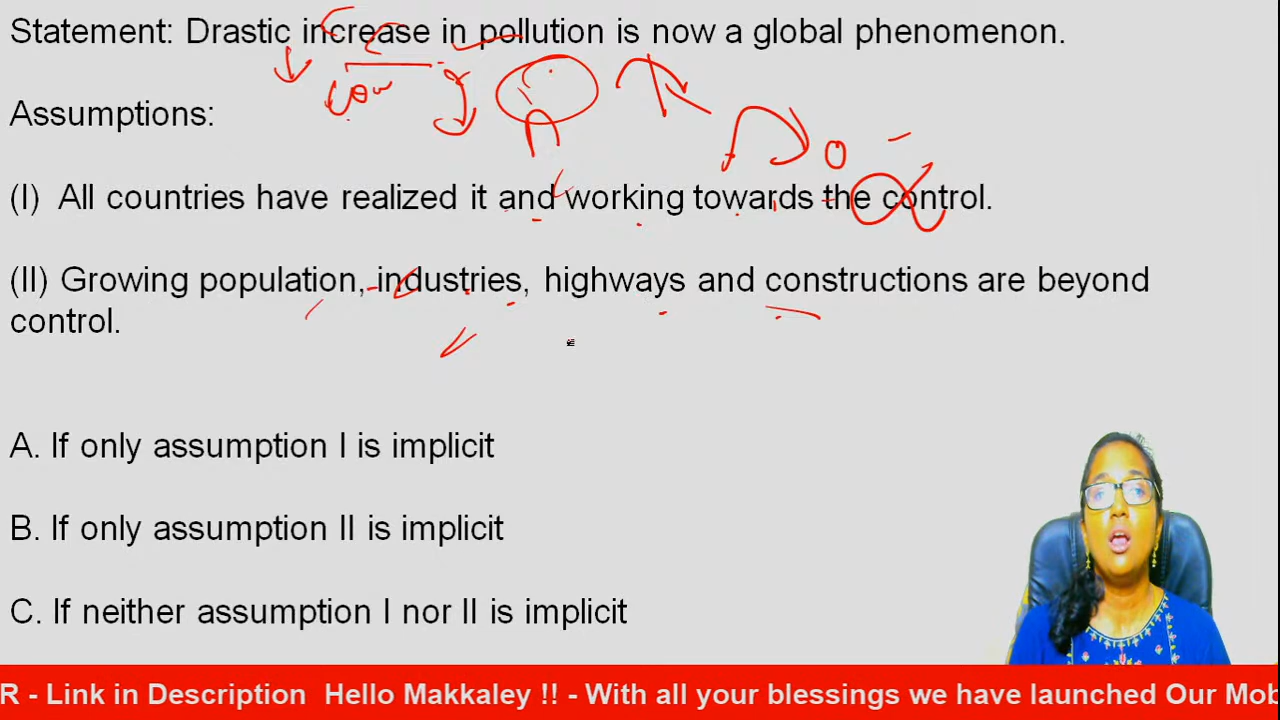 Statement: Drastic increase in pollution is now a global phenomenon.
Assumptions:
(I) All countries have realized it and working towards the control.
(II) Growing population, industries, highways and constructions are beyond
control.
A. If only assumption I is implicit
B. If only assumption II is implicit
C. If neither assumption I nor II is implicit
R - Link in Description Hello Makkaley !! - With all your blessings we have launched Our Mob